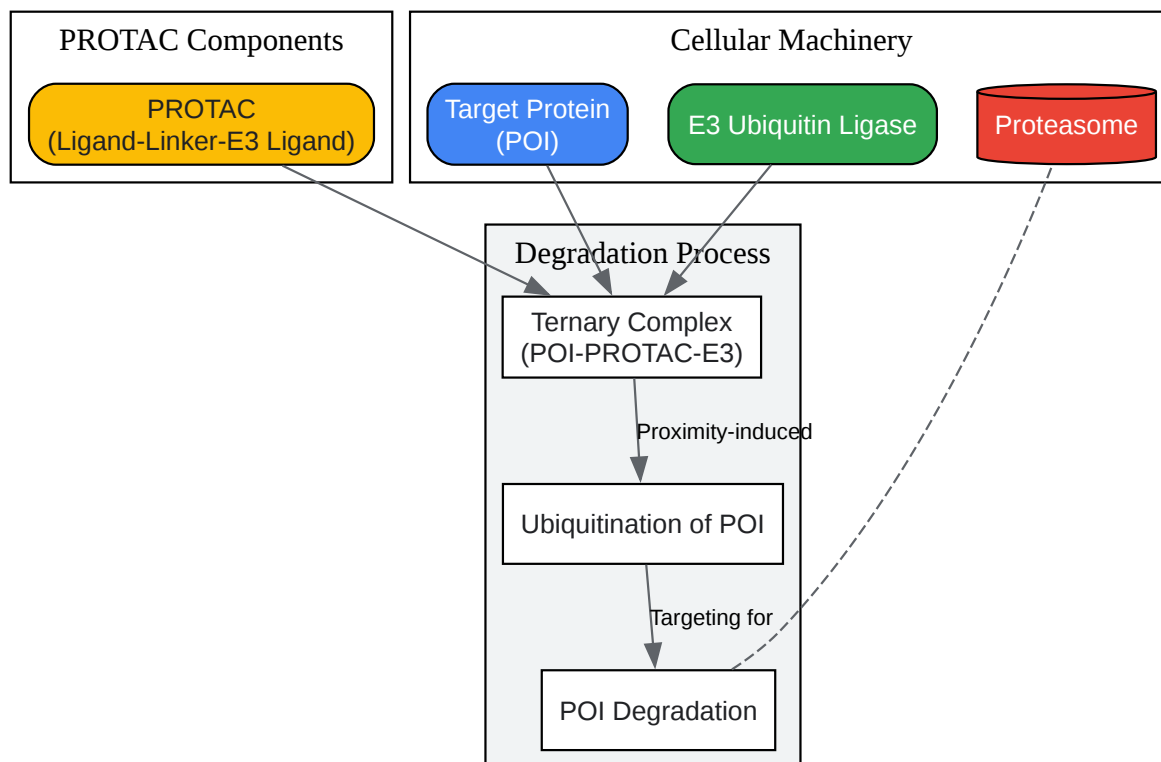 PROTAC Components
Cellular Machinery
PROTAC
(Ligand-Linker-E3 Ligand)
Target Protein
(POI)
E3 Ubiquitin Ligase
Proteasome
Degradation Process
Ternary Complex
(POI-PROTAC-E3)
Proximity-induced
Ubiquitination of POI
Targeting for
POI Degradation